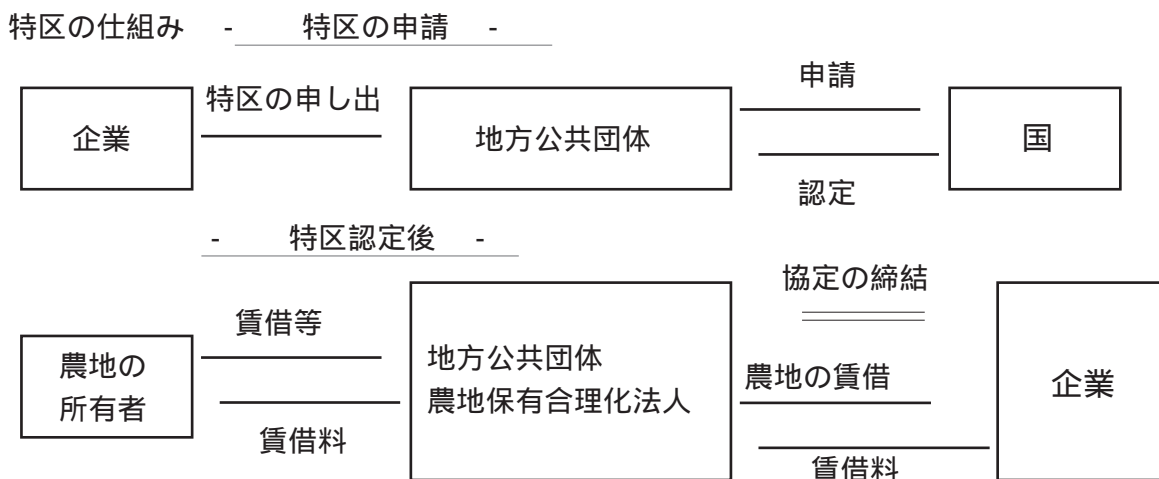 特区の仕組み - 特区の申請 -
申請
特区の申し出
企業
地方公共団体
国
認定
- 特区認定後 -
協定の締結
賃借等
農地の
所有者
地方公共団体
農地保有合理化法人
農地の賃借
企業
賃借料
賃借料